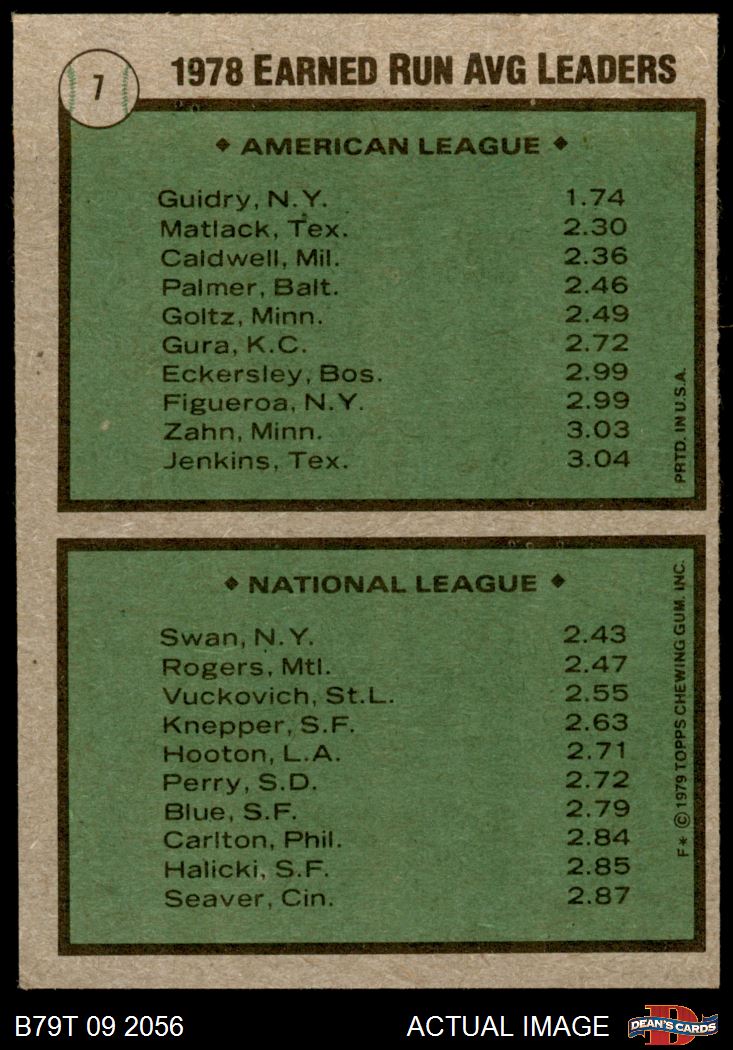 7
1978 EARNED RUN AVG LEADERS
◆ AMERICAN LEAGUE ◆
Guidry, N.Y. 1.74
Matlack, Tex. 2.30
Caldwell, Mil. 2.36
Palmer, Balt. 2.46
Goltz, Minn. 2.49
Gura, K.C. 2.72
Eckersley, Bos. 2.99
Figueroa, N.Y. 2.99
Zahn, Minn. 3.03
Jenkins, Tex. 3.04
PRTD. IN U.S.A.
◆ NATIONAL LEAGUE ◆
Swan, N.Y. 2.43
Rogers, Mtl. 2.47
Vuckovich, St.L. 2.55
Knepper, S.F. 2.63
Hooton, L.A. 2.71
Perry, S.D. 2.72
Blue, S.F. 2.79
Carlton, Phil. 2.84
Halicki, S.F. 2.85
Seaver, Cin. 2.87
F* © 1979 TOPPS CHEWING GUM, INC.
B79T 09 2056 ACTUAL IMAGE DEAN'S CARDS